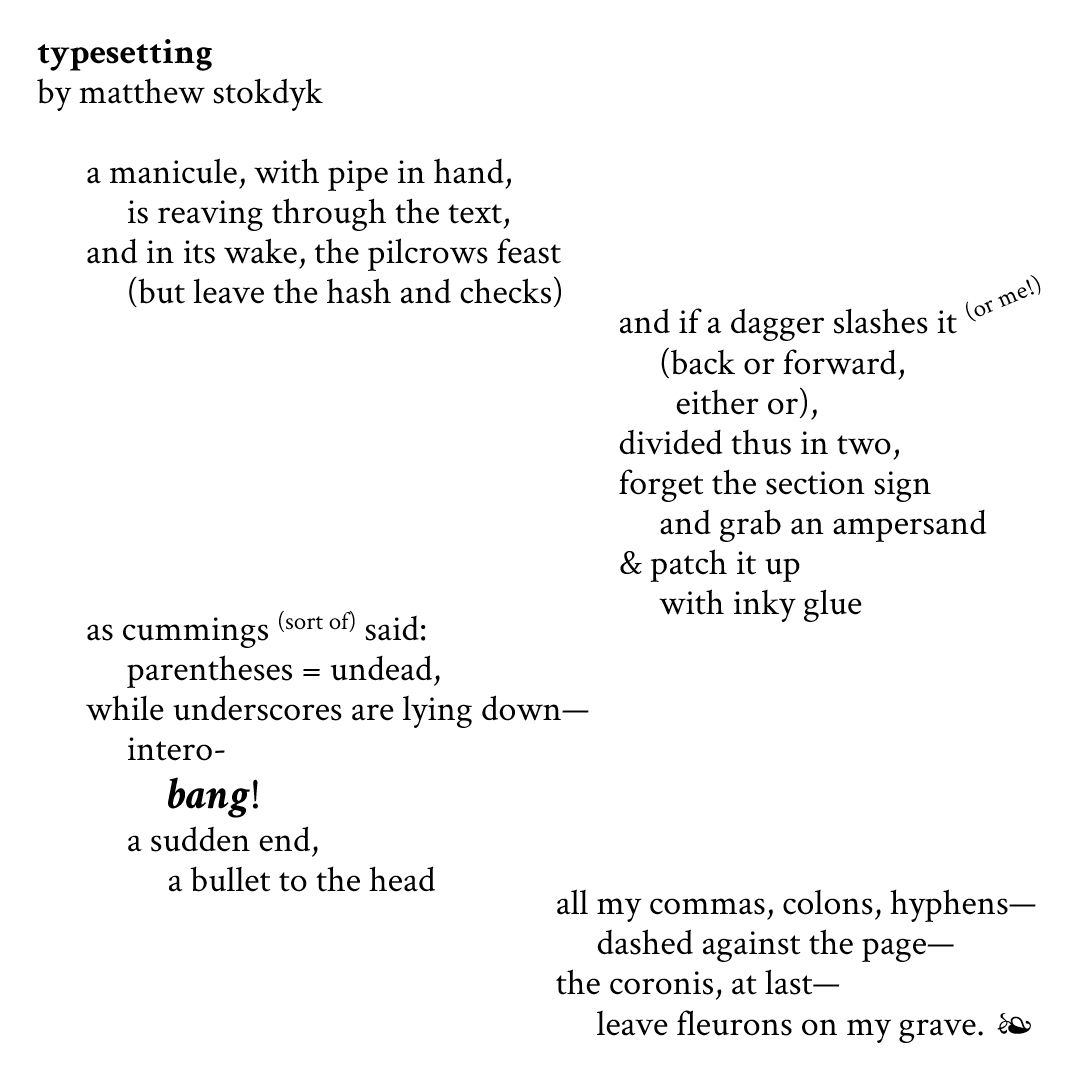 typesetting
by matthew stokdyk
a manicule, with pipe in hand,
is reaving through the text,
and in its wake, the pilcrows feast
(but leave the hash and checks)
and if a dagger slashes it (or me!)
(back or forward,
either or),
divided thus in two,
forget the section sign
and grab an ampersand
& patch it up
with inky glue
as cummings (sort of) said:
parentheses = undead,
while underscores are lying down—
intero-
bang!
a sudden end,
a bullet to the head
all my commas, colons, hyphens—
dashed against the page—
the coronis, at last—
leave fleurons on my grave. ❧